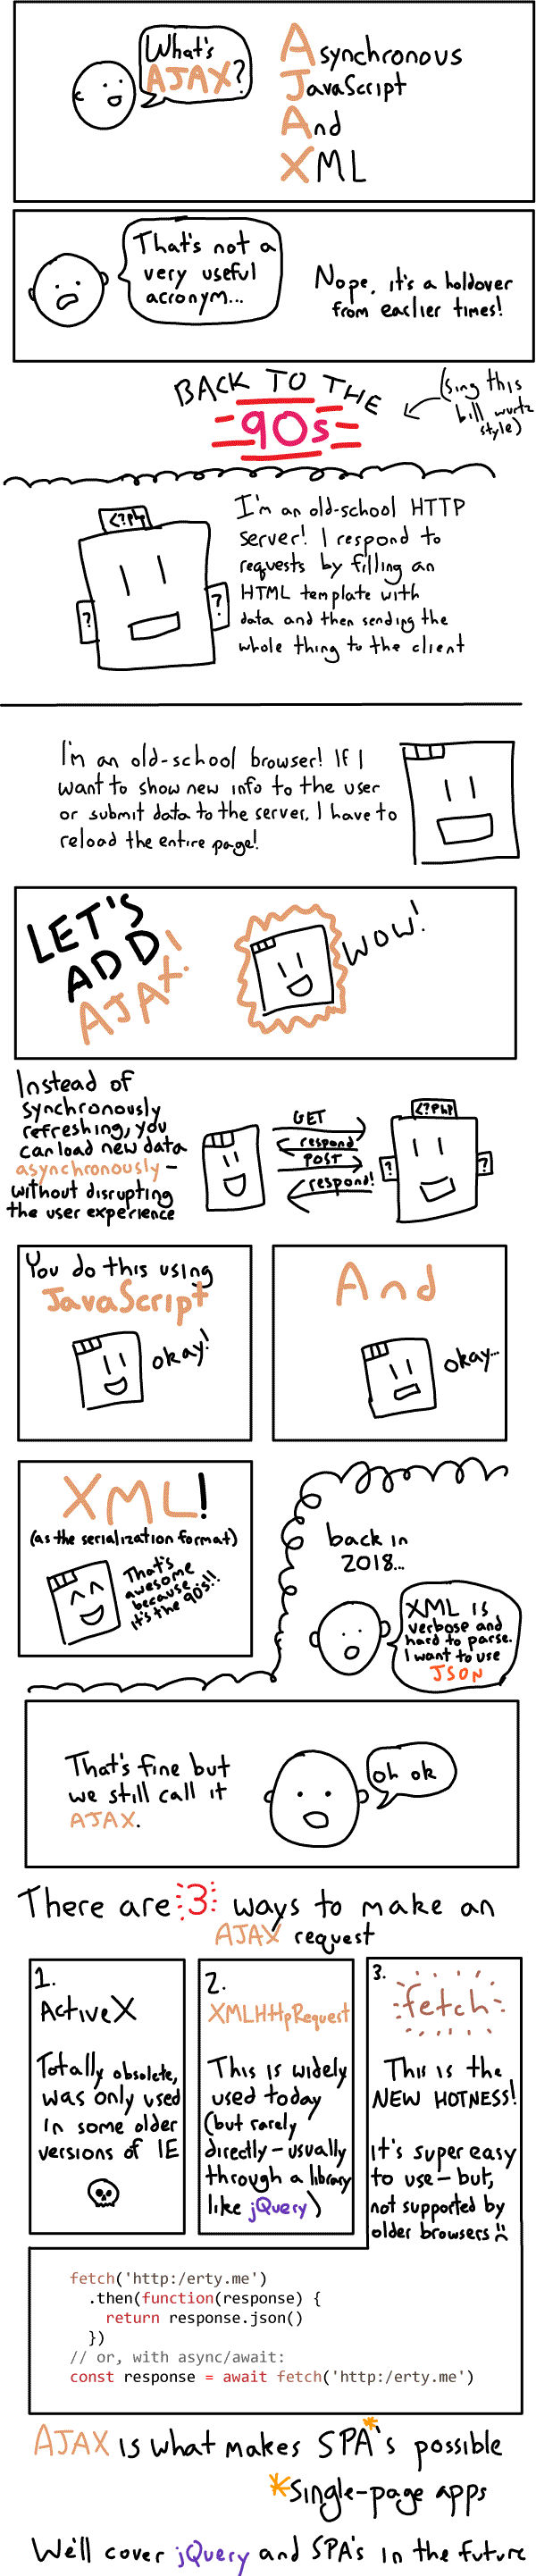 What's
AJAX?
Asynchronous
JavaScript
And
XML
That's not a
very useful
acronym...
Nope, it's a holdover
from earlier times!
BACK TO THE
90s
(sing this
bill wurtz
style)
<?php
?
?
I'm an old-school HTTP
server! I respond to
requests by filling an
HTML template with
data and then sending the
whole thing to the client
I'm an old-school browser! If I
want to show new info to the user
or submit data to the server, I have to
reload the entire page!
LET'S
ADD
AJAX!
WOW!
Instead of
synchronously
refreshing, you
can load new data
asynchronously -
without disrupting
the user experience
GET
respond
POST
respond!
<?php
?
?
You do this using
JavaScript
okay!
And
okay...
XML!
(as the serialization format)
That's
awesome
because
it's the 90's!!
back in
2018...
XML is
verbose and
hard to parse.
I want to use
JSON
That's fine but
we still call it
AJAX.
oh ok
There are 3 ways to make an
AJAX request
1.
ActiveX
Totally obsolete,
was only used
in some older
versions of IE
2.
XMLHttpRequest
This is widely
used today
(but rarely
directly - usually
through a library
like jQuery)
3.
fetch
This is the
NEW HOTNESS!
It's super easy
to use - but,
not supported by
older browsers :(
fetch('http:/erty.me')
.then(function(response) {
return response.json()
})
// or, with async/await:
const response = await fetch('http:/erty.me')
AJAX is what makes SPA*'s possible
*Single-page apps
We'll cover jQuery and SPA's in the future